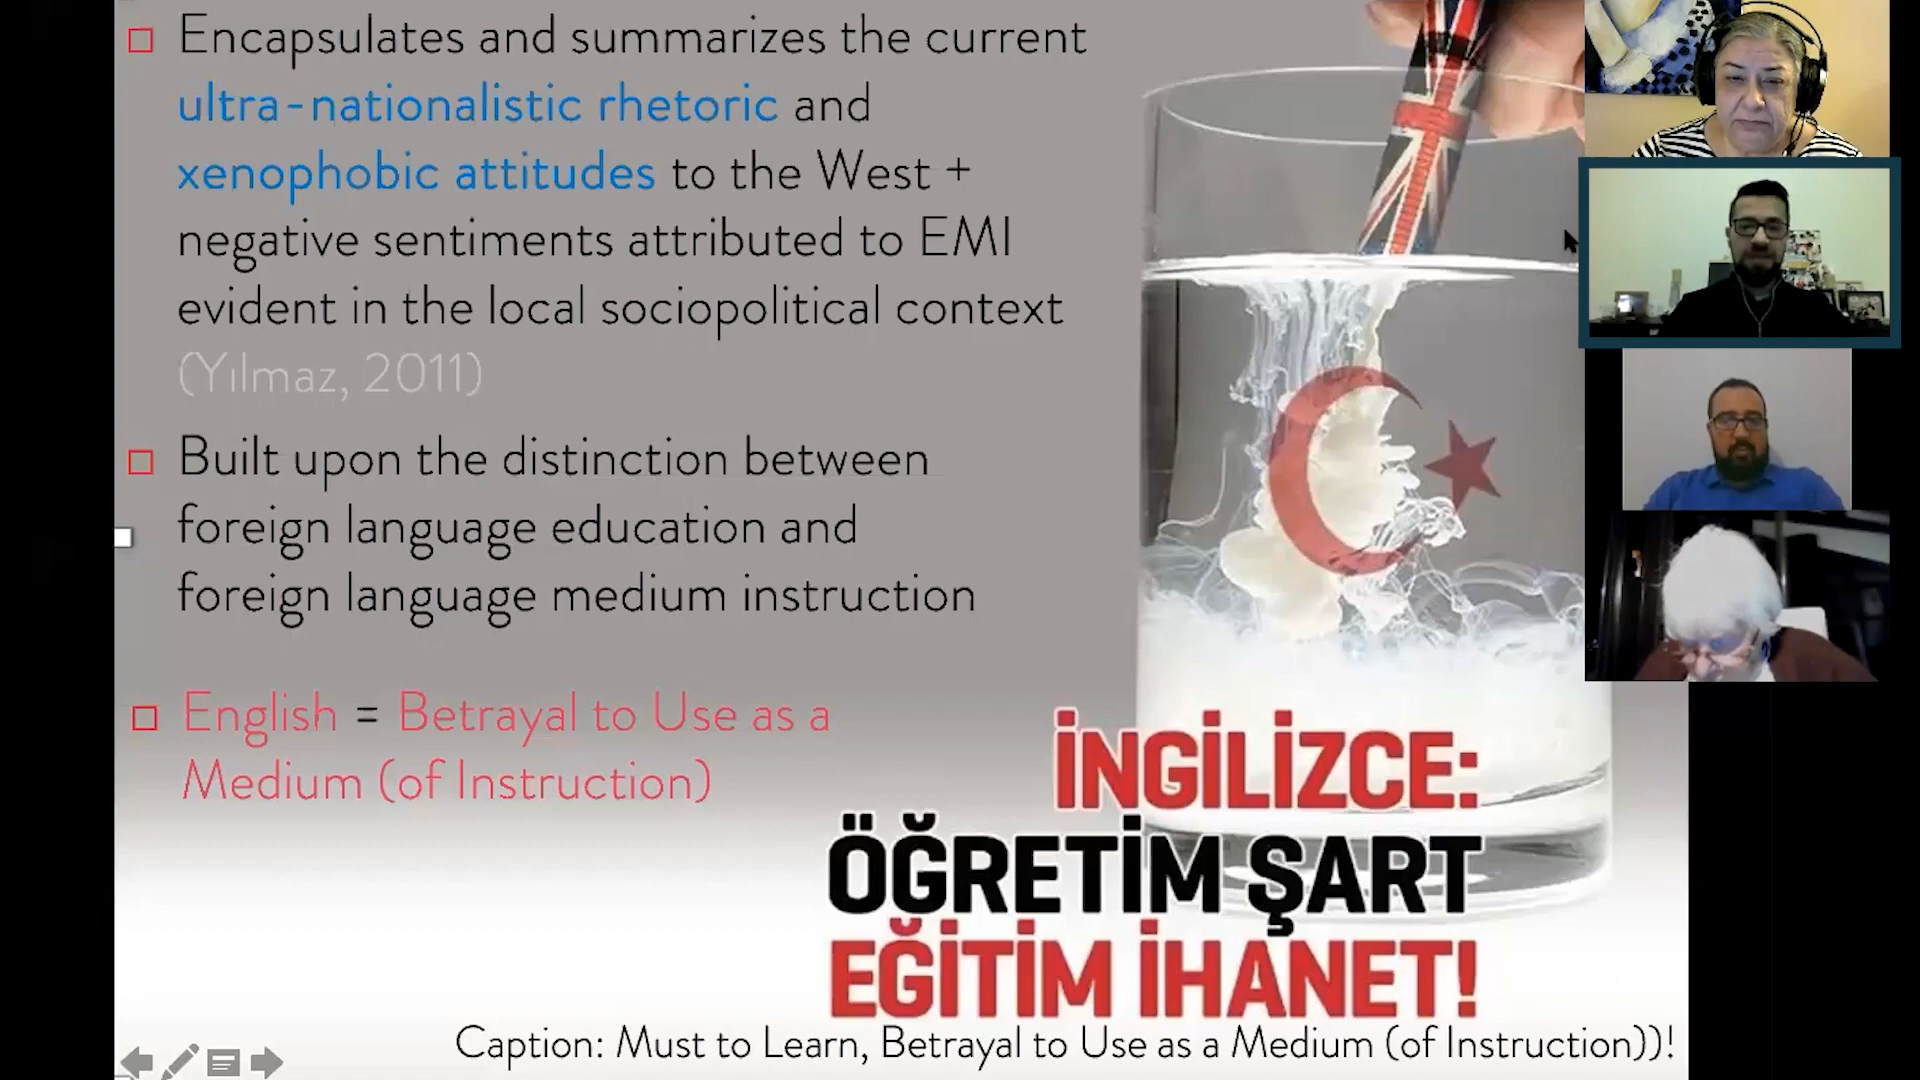 Encapsulates and summarizes the current
ultra-nationalistic rhetoric and
xenophobic attitudes to the West +
negative sentiments attributed to EMI
evident in the local sociopolitical context
(Yılmaz, 2011)
Built upon the distinction between
foreign language education and
foreign language medium instruction
English = Betrayal to Use as a
Medium (of Instruction)
İNGİLİZCE:
ÖĞRETİM ŞART
EĞİTİM İHANET!
Caption: Must to Learn, Betrayal to Use as a Medium (of Instruction))!